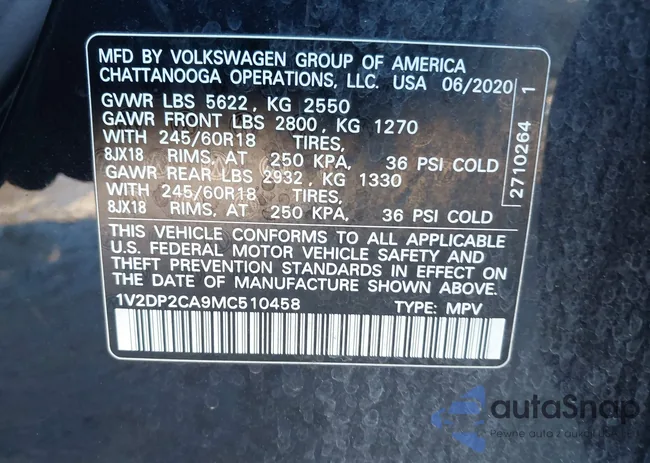 MFD BY VOLKSWAGEN GROUP OF AMERICA
CHATTANOOGA OPERATIONS, LLC. USA 06/2020
GVWR LBS 5622, KG 2550
GAWR FRONT LBS 2800, KG 1270
WITH 245/60R18 TIRES,
8JX18 RIMS, AT 250 KPA, 36 PSI COLD
GAWR REAR LBS 2932, KG 1330
WITH 245/60R18 TIRES,
8JX18 RIMS, AT 250 KPA, 36 PSI COLD
THIS VEHICLE CONFORMS TO ALL APPLICABLE
U.S. FEDERAL MOTOR VEHICLE SAFETY AND
THEFT PREVENTION STANDARDS IN EFFECT ON
THE DATE OF MANUFACTURE SHOWN ABOVE.
1V2DP2CA9MC510458 TYPE: MPV
2710264 1
autaSnap
Pewne auta z aukcji